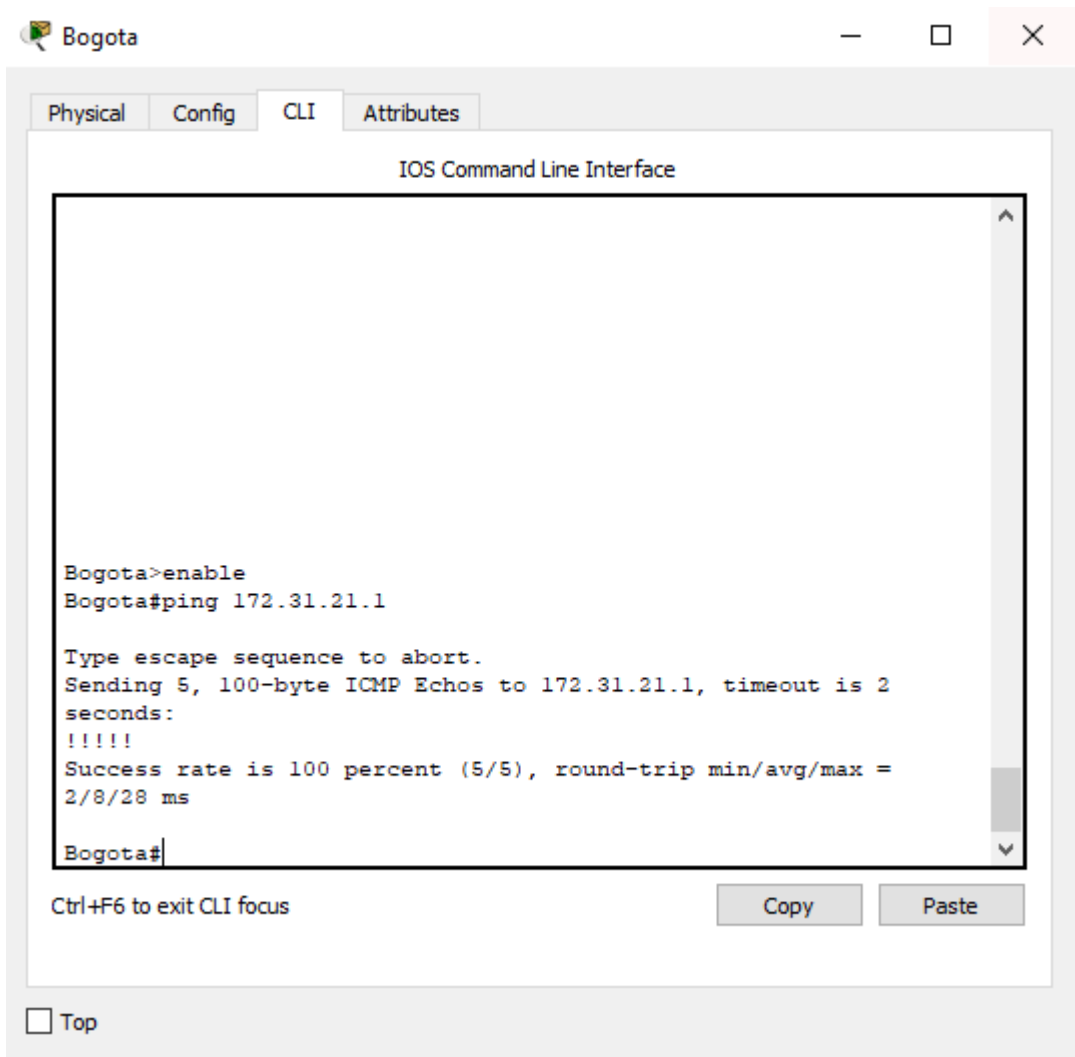 Bogota
Physical Config CLI Attributes
IOS Command Line Interface
Bogota>enable
Bogota#ping 172.31.21.1
Type escape sequence to abort.
Sending 5, 100-byte ICMP Echos to 172.31.21.1, timeout is 2
seconds:
!!!!!
Success rate is 100 percent (5/5), round-trip min/avg/max =
2/8/28 ms
Bogota#
Ctrl+F6 to exit CLI focus Copy Paste
Top